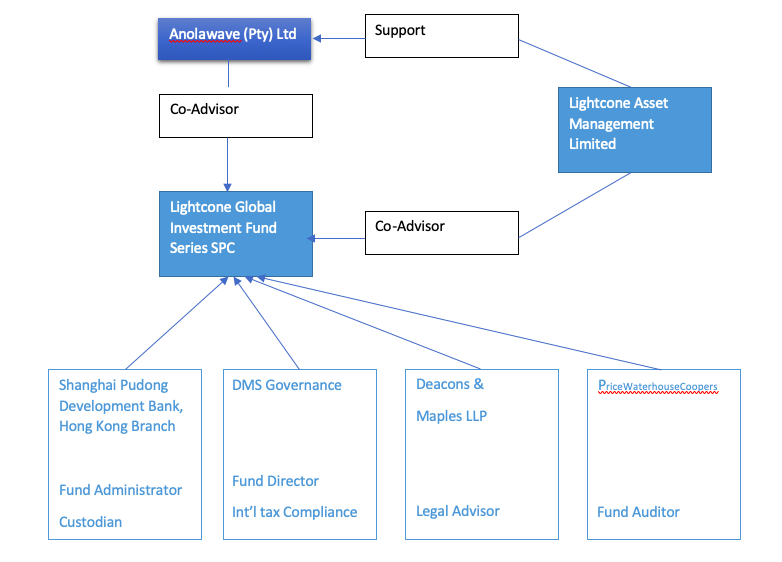 Anolawave (Pty) Ltd
Support
Co-Advisor
Lightcone Asset
Management
Limited
Lightcone Global
Investment Fund
Series SPC
Co-Advisor
Shanghai Pudong
Development Bank,
Hong Kong Branch
Fund Administrator
Custodian
DMS Governance
Fund Director
Int'l tax Compliance
Deacons &
Maples LLP
Legal Advisor
PriceWaterhouseCoopers
Fund Auditor